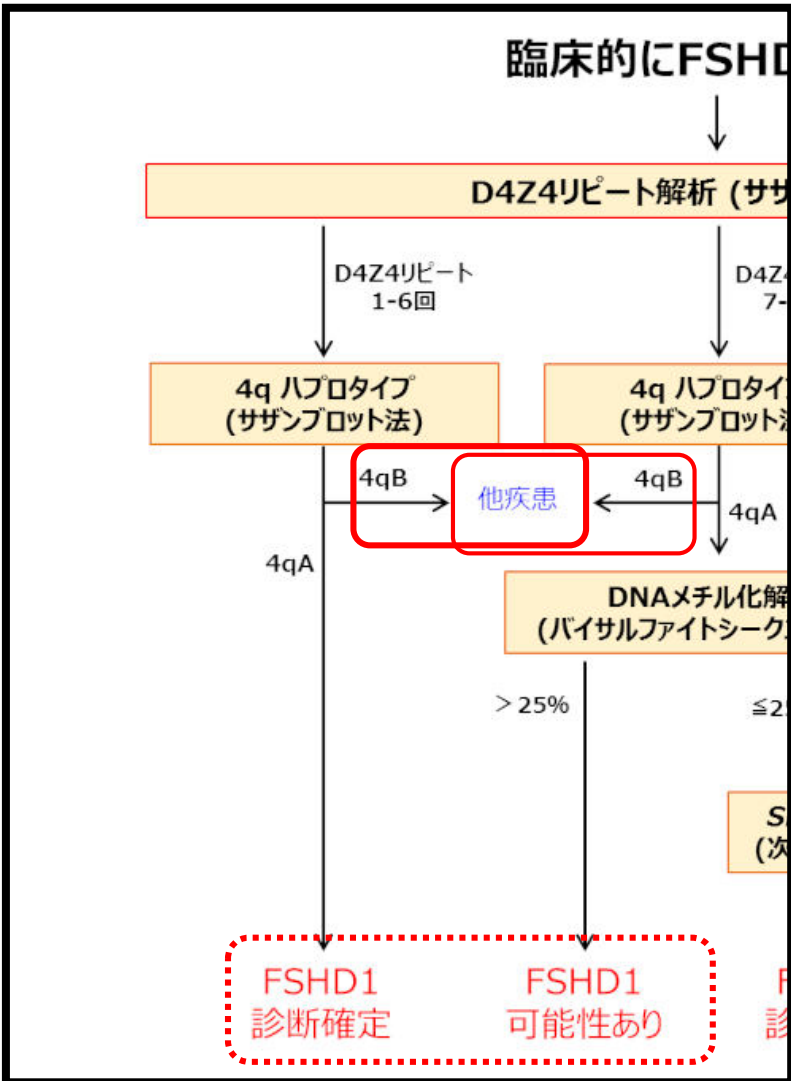 臨床的にFSHD
D4Z4リピート解析 (サザ
D4Z4リピート
1-6回
D4Z4
7-
4q ハプロタイプ
(サザンブロット法)
4q ハプロタイ
(サザンブロット
4qB
他疾患
4qB
4qA
4qA
DNAメチル化解
(バイサルファイトシーク
＞25%
≦2
S
(次
FSHD1
診断確定
FSHD1
可能性あり
F
診